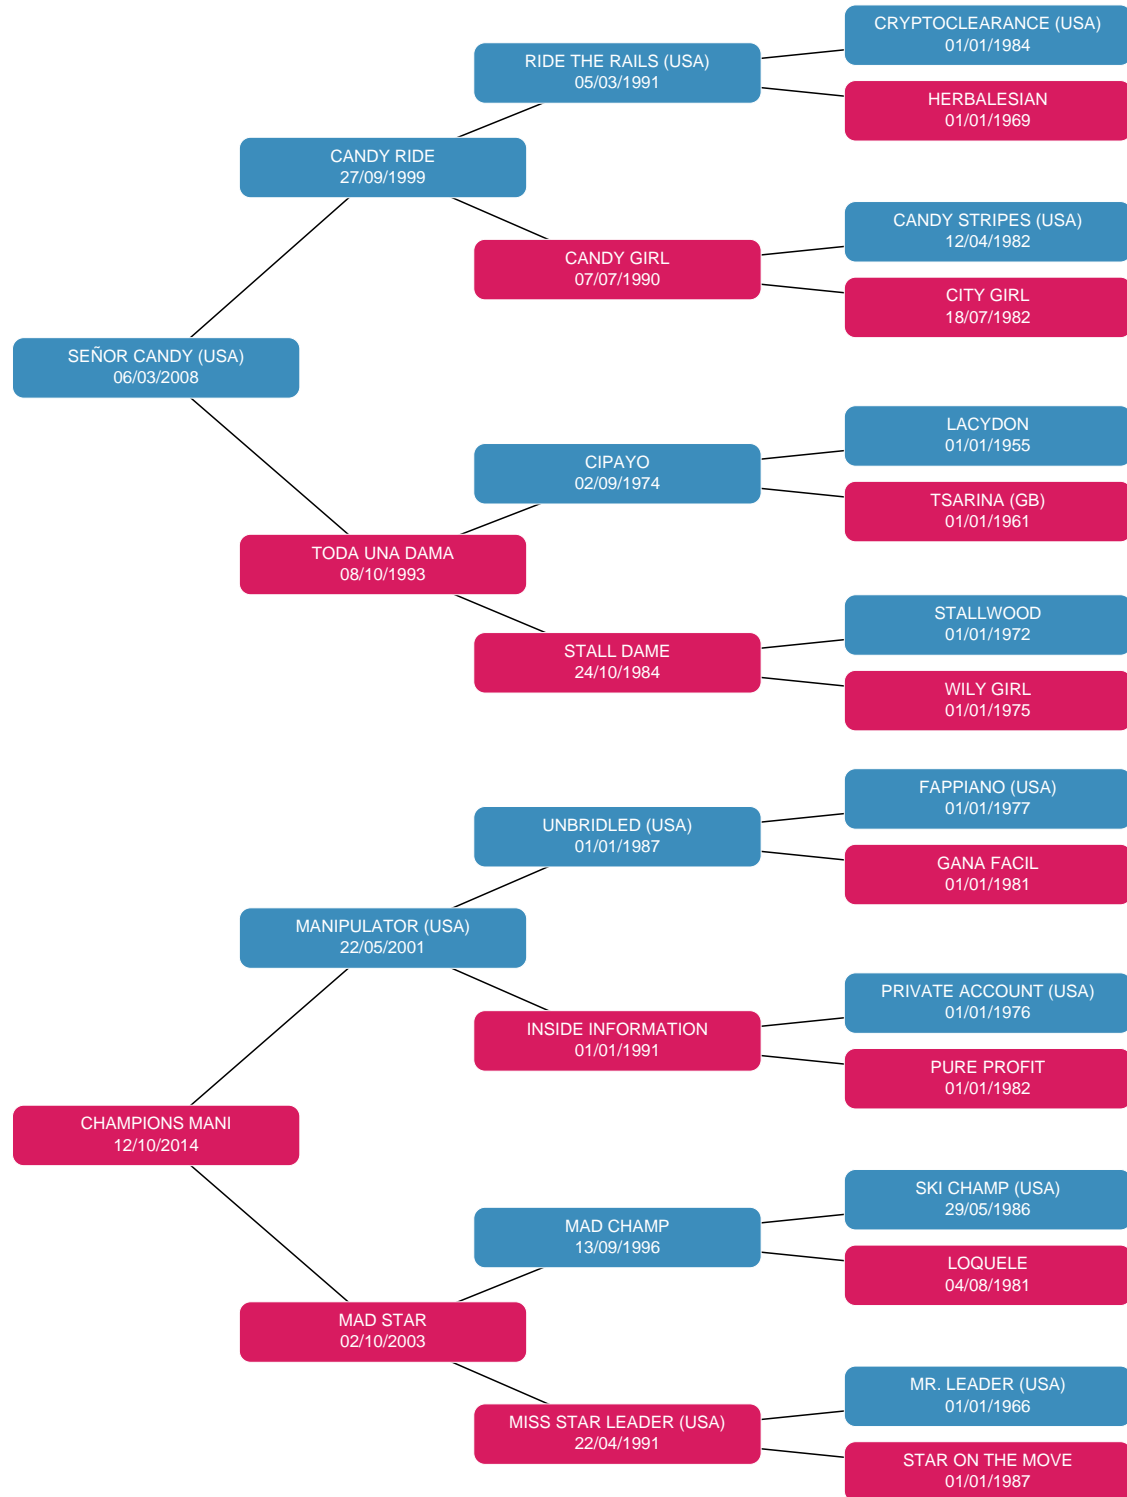 CRYPTOCLEARANCE (USA)
01/01/1984
RIDE THE RAILS (USA)
05/03/1991
HERBALESIAN
01/01/1969
CANDY RIDE
27/09/1999
CANDY STRIPES (USA)
12/04/1982
CANDY GIRL
07/07/1990
CITY GIRL
18/07/1982
SEÑOR CANDY (USA)
06/03/2008
LACYDON
01/01/1955
CIPAYO
02/09/1974
TSARINA (GB)
01/01/1961
TODA UNA DAMA
08/10/1993
STALLWOOD
01/01/1972
STALL DAME
24/10/1984
WILY GIRL
01/01/1975
FAPPIANO (USA)
01/01/1977
UNBRIDLED (USA)
01/01/1987
GANA FACIL
01/01/1981
MANIPULATOR (USA)
22/05/2001
PRIVATE ACCOUNT (USA)
01/01/1976
INSIDE INFORMATION
01/01/1991
PURE PROFIT
01/01/1982
CHAMPIONS MANI
12/10/2014
SKI CHAMP (USA)
29/05/1986
MAD CHAMP
13/09/1996
LOQUELE
04/08/1981
MAD STAR
02/10/2003
MR. LEADER (USA)
01/01/1966
MISS STAR LEADER (USA)
22/04/1991
STAR ON THE MOVE
01/01/1987